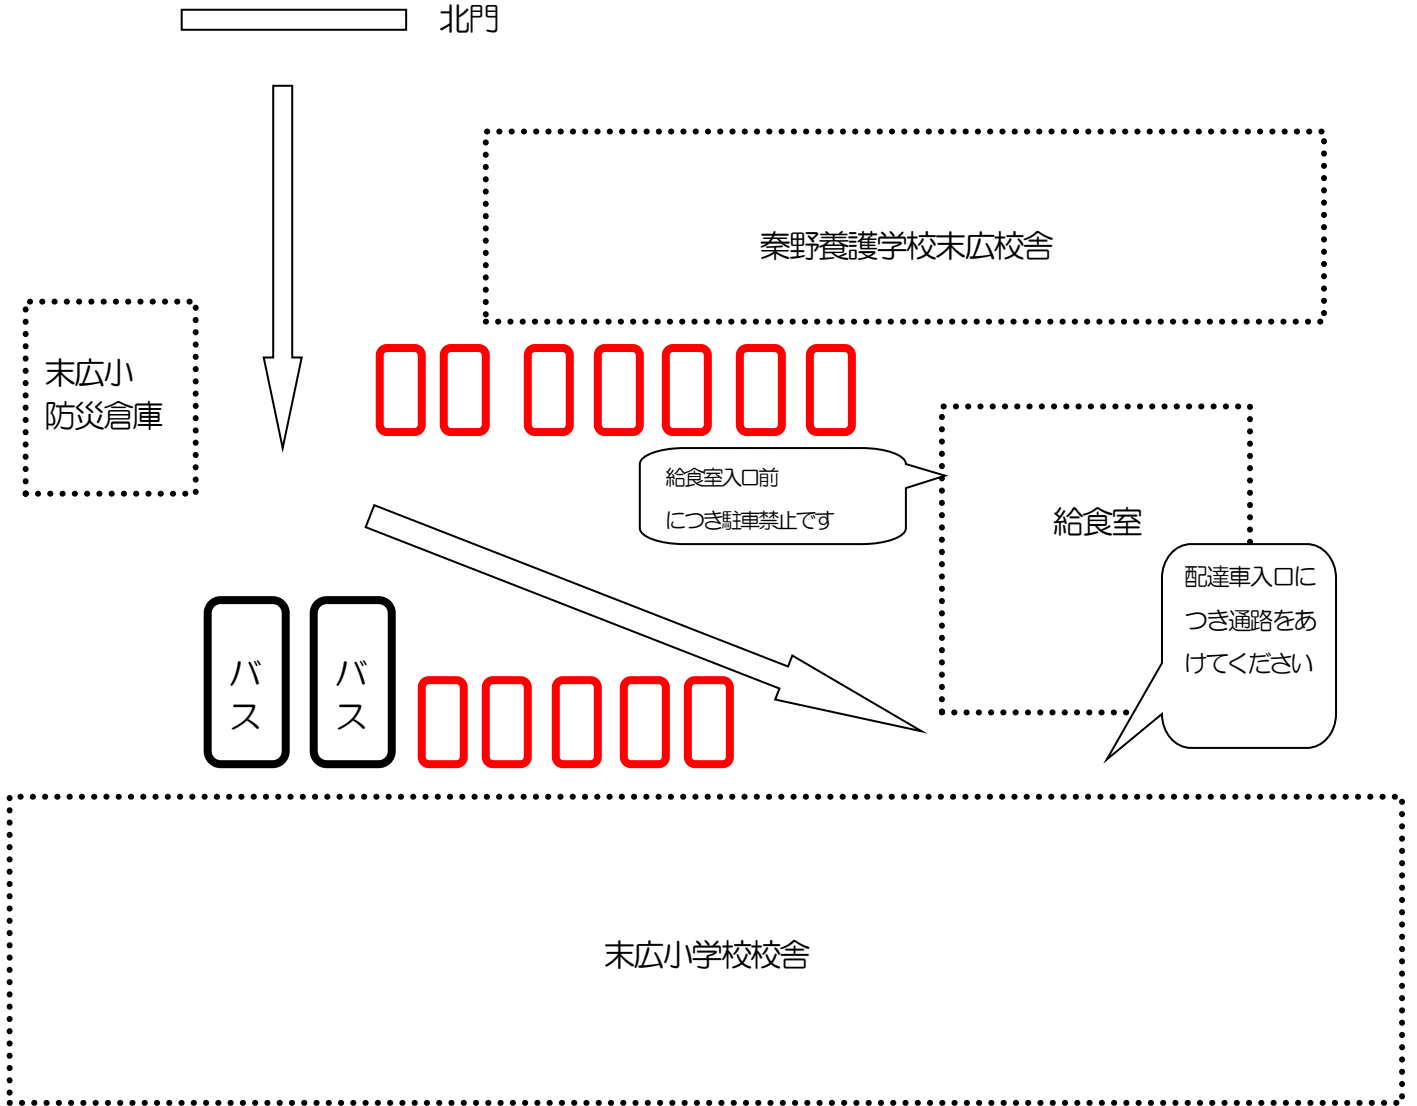 北門
秦野養護学校末広校舎
末広小
防災倉庫
給食室入口前
につき駐車禁止です
給食室
配達車入口に
つき通路をあ
けてください
バス
バス
末広小学校校舎